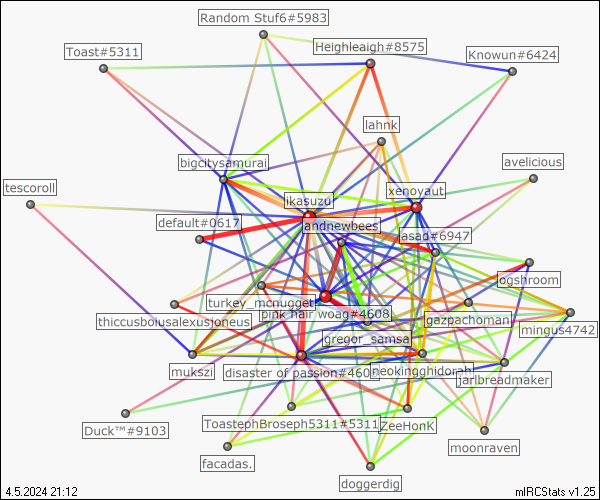 Random Stuf6#5983
Toast#5311
Heighleaigh#8575
Knowun#6424
lahnk
bigcitysamurai
avelicious
tescoroll
xenoyaut
ikasuzu
default#0617
andnewbees
asad#6947
ogshroom
turkey_mcnugget
pink hair woag#4608
thiccusbolusalexusjoneus
gazpachoman
mingus4742
gregor_samsa
mukszi
disaster of passion#460
neokingghidorah
jarlbreadmaker
ToastephBroseph5311#5311
ZeeHonK
Duck™#9103
moonraven
facadas.
doggerdig
4.5.2024 21:12
mIRCStats v1.25